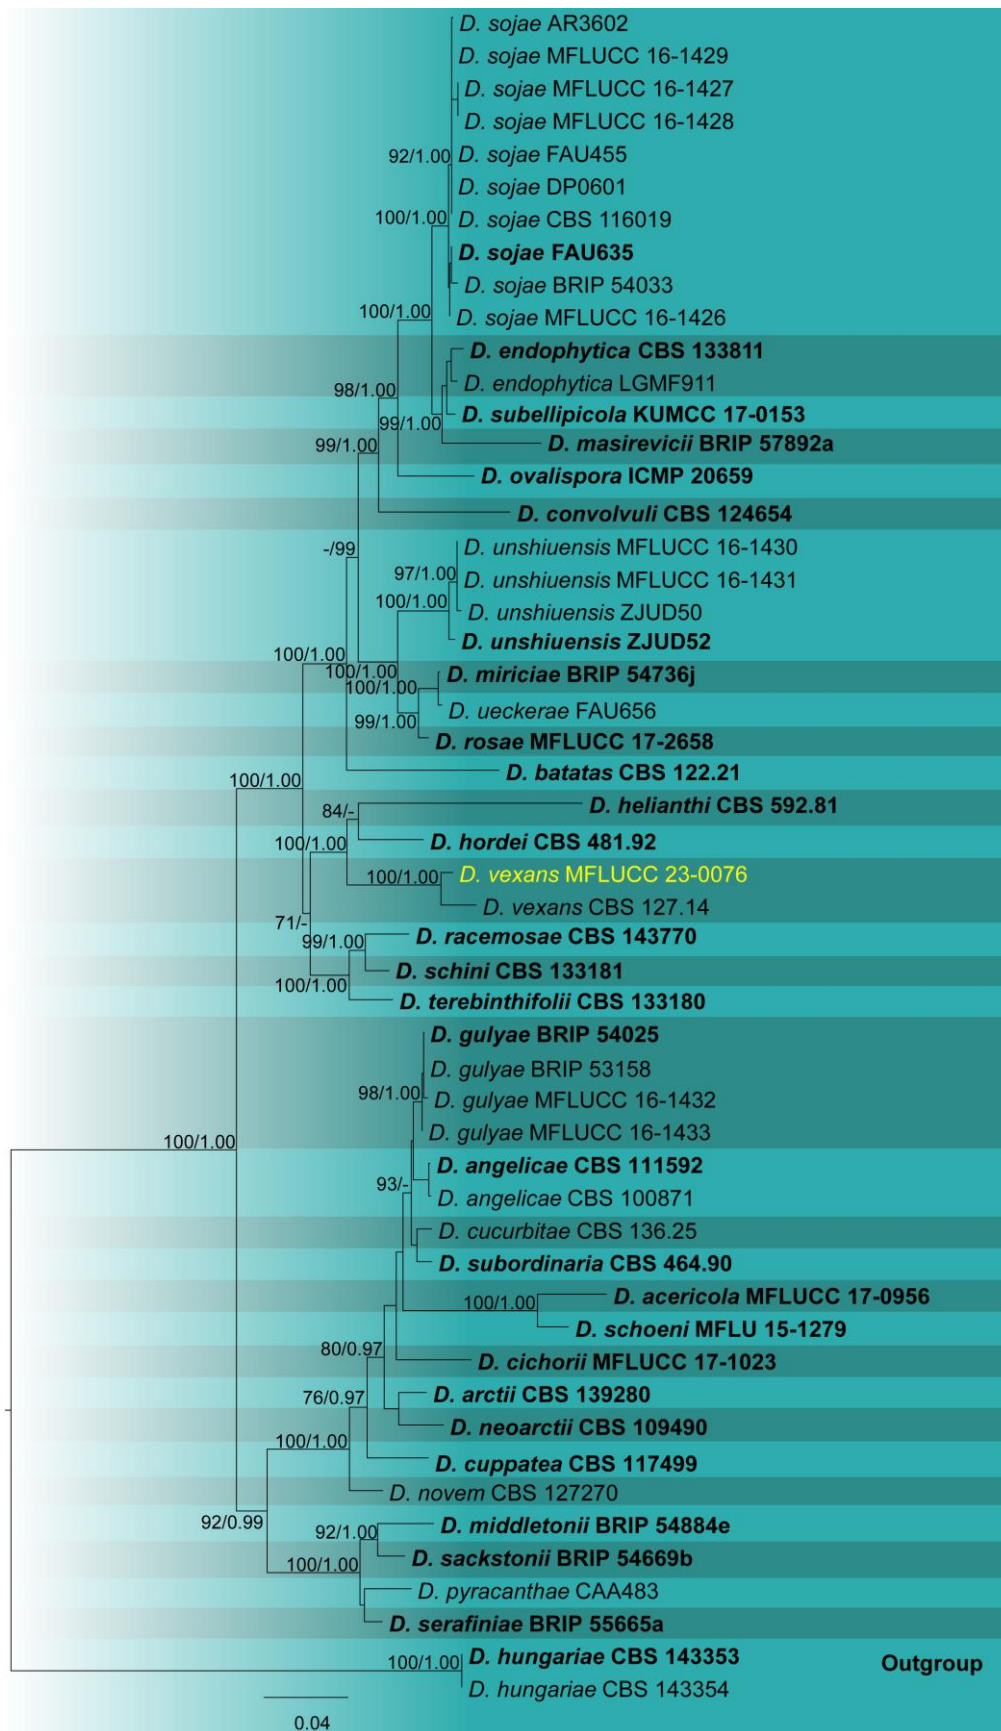 D. sojae AR3602
D. sojae MFLUCC 16-1429
D. sojae MFLUCC 16-1427
D. sojae MFLUCC 16-1428
92/1.00 D. sojae FAU455
D. sojae DP0601
100/1.00 D. sojae CBS 116019
D. sojae FAU635
D. sojae BRIP 54033
100/1.00 D. sojae MFLUCC 16-1426
D. endophytica CBS 133811
98/1.00 D. endophytica LGMF911
99/1.00 D. subellipicola KUMCC 17-0153
99/1.00 D. masirevicii BRIP 57892a
D. ovalispora ICMP 20659
D. convolvuli CBS 124654
-/99 D. unshiuensis MFLUCC 16-1430
97/1.00 D. unshiuensis MFLUCC 16-1431
100/1.00 D. unshiuensis ZJUD50
D. unshiuensis ZJUD52
100/1.00 100/1.00 D. miriciae BRIP 54736j
100/1.00 D. ueckerae FAU656
99/1.00 D. rosae MFLUCC 17-2658
D. batatas CBS 122.21
100/1.00
D. helianthi CBS 592.81
84/-
100/1.00 D. hordei CBS 481.92
100/1.00 D. vexans MFLUCC 23-0076
D. vexans CBS 127.14
71/-
99/1.00 D. racemosae CBS 143770
D. schini CBS 133181
100/1.00 D. terebinthifolii CBS 133180
D. gulyae BRIP 54025
D. gulyae BRIP 53158
98/1.00 D. gulyae MFLUCC 16-1432
D. gulyae MFLUCC 16-1433
100/1.00
D. angelicae CBS 111592
93/- D. angelicae CBS 100871
D. cucurbitae CBS 136.25
D. subordinaria CBS 464.90
100/1.00 D. acericola MFLUCC 17-0956
D. schoeni MFLU 15-1279
80/0.97 D. cichorii MFLUCC 17-1023
76/0.97 D. arctii CBS 139280
D. neoarctii CBS 109490
100/1.00 D. cuppatea CBS 117499
D. novem CBS 127270
92/0.99 92/1.00 D. middletonii BRIP 54884e
100/1.00 D. sackstonii BRIP 54669b
D. pyracanthae CAA483
D. serafiniae BRIP 55665a
100/1.00 D. hungariae CBS 143353 Outgroup
D. hungariae CBS 143354
0.04